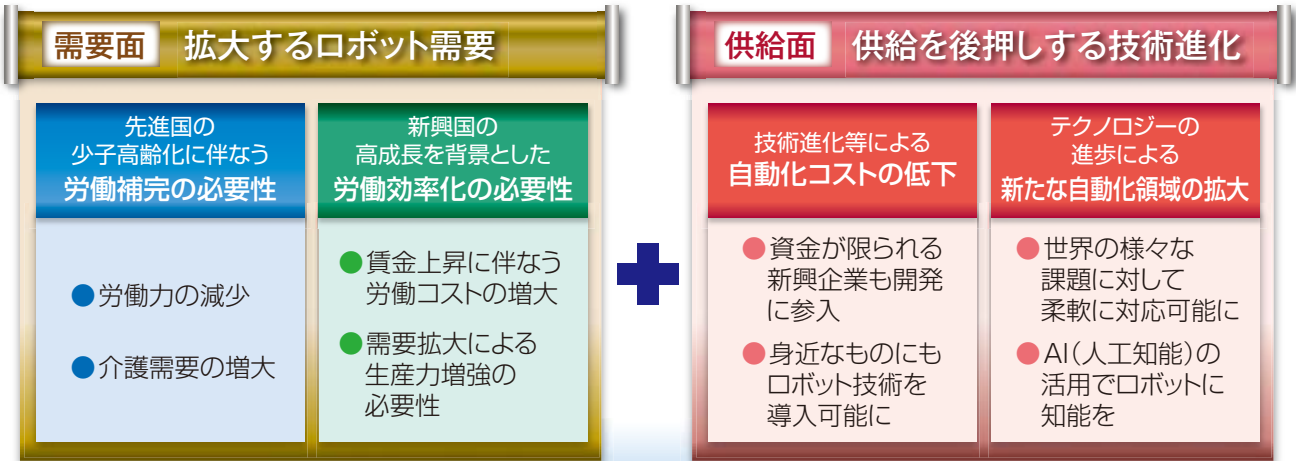 需要面 拡大するロボット需要
先進国の
少子高齢化に伴なう
労働補完の必要性
●労働力の減少
●介護需要の増大
新興国の
高成長を背景とした
労働効率化の必要性
●賃金上昇に伴なう
労働コストの増大
●需要拡大による
生産力増強の
必要性
供給面 供給を後押しする技術進化
技術進化等による
自動化コストの低下
●資金が限られる
新興企業も開発
に参入
●身近なものにも
ロボット技術を
導入可能に
テクノロジーの
進歩による
新たな自動化領域の拡大
●世界の様々な
課題に対して
柔軟に対応可能に
●AI(人工知能)の
活用でロボットに
知能を